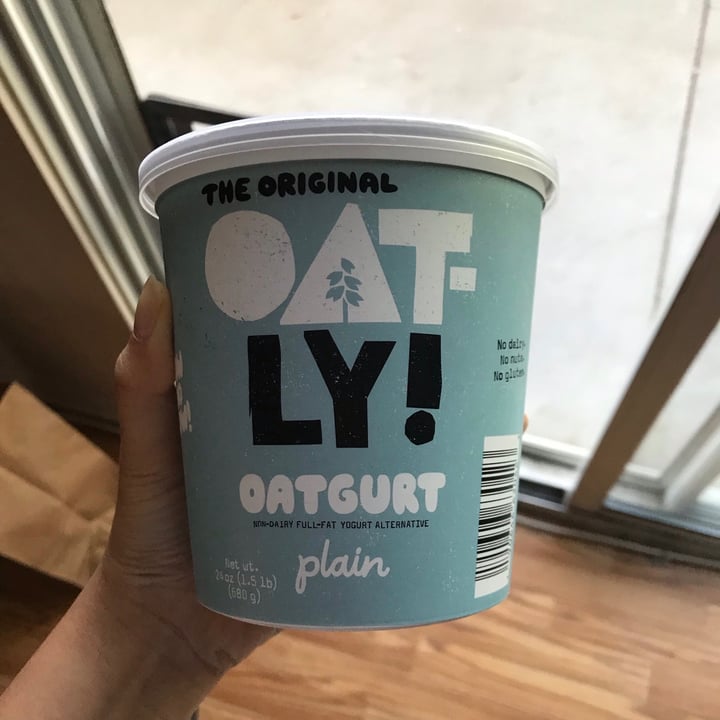 THE ORIGINAL
OAT-
LY!
No dairy.
No nuts.
No gluten.
OATGURT
NON-DAIRY FULL-FAT YOGURT ALTERNATIVE
plain
Net wt.
24 oz (1.5 lb)
(680 g)